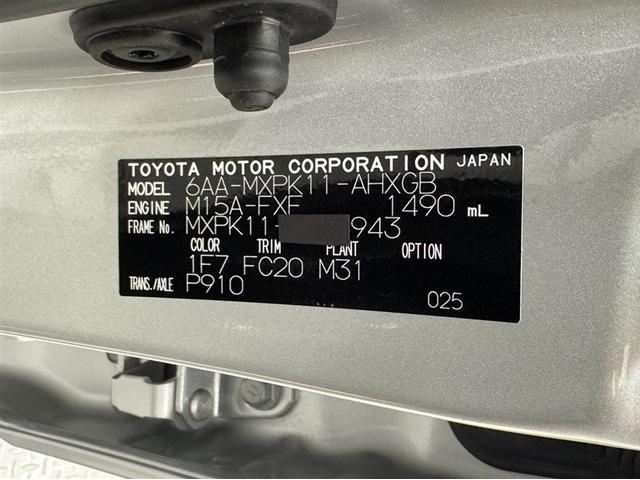 TOYOTA MOTOR CORPORATION JAPAN
MODEL 6AA-MXPK11-AHXGB
ENGINE M15A-FXE 1490 mL
FRAME No. MXPK11- 943
COLOR TRIM PLANT OPTION
1F7 FC20 M31
TRANS./AXLE P910
025